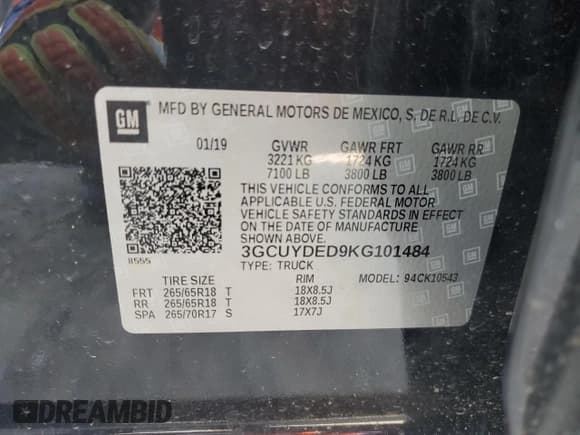 GM
MFD BY GENERAL MOTORS DE MEXICO, S. DE R.L. DE C.V.
01/19 GVWR GAWR FRT GAWR RR
3221 KG 1724 KG 1724 KG
7100 LB 3800 LB 3800 LB
THIS VEHICLE CONFORMS TO ALL
APPLICABLE U.S. FEDERAL MOTOR
VEHICLE SAFETY STANDARDS IN EFFECT
ON THE DATE OF MANUFACTURE
SHOWN ABOVE.
8555
3GCUYDED9KG101484
TYPE: TRUCK
TIRE SIZE RIM MODEL: 94CK10543
FRT 265/65R18 T 18X8.5J
RR 265/65R18 T 18X8.5J
SPA 265/70R17 S 17X7J
DREAMBID